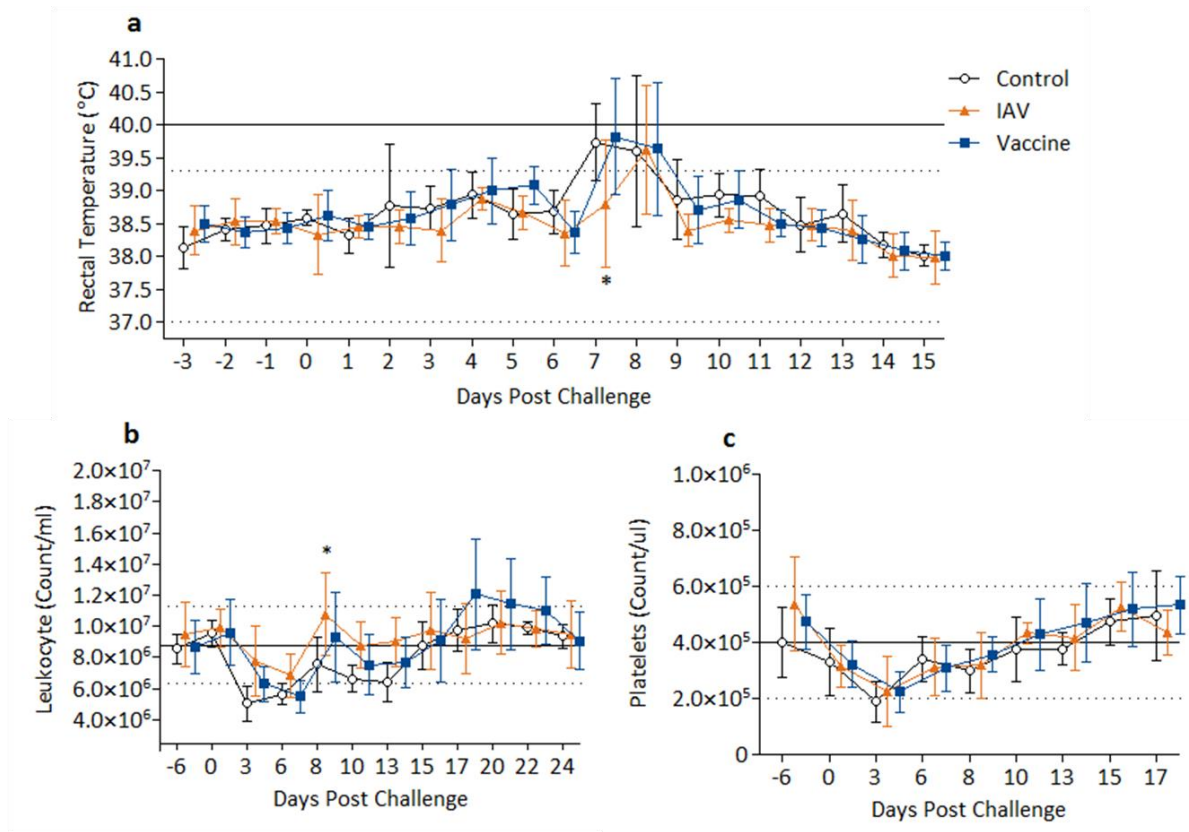 a
41.0
40.5
40.0
39.5
39.0
38.5
38.0
37.5
37.0
Rectal Temperature (°C)
*
-3 -2 -1 0 1 2 3 4 5 6 7 8 9 10 11 12 13 14 15
Days Post Challenge
Control
IAV
Vaccine
b
2.0×10⁷
1.8×10⁷
1.6×10⁷
1.4×10⁷
1.2×10⁷
1.0×10⁷
8.0×10⁶
6.0×10⁶
4.0×10⁶
Leukocyte (Count/ml)
*
-6 0 3 6 8 10 13 15 17 20 22 24
Days Post Challenge
c
1.0×10⁶
8.0×10⁵
6.0×10⁵
4.0×10⁵
2.0×10⁵
0
Platelets (Count/ul)
-6 0 3 6 8 10 13 15 17
Days Post Challenge